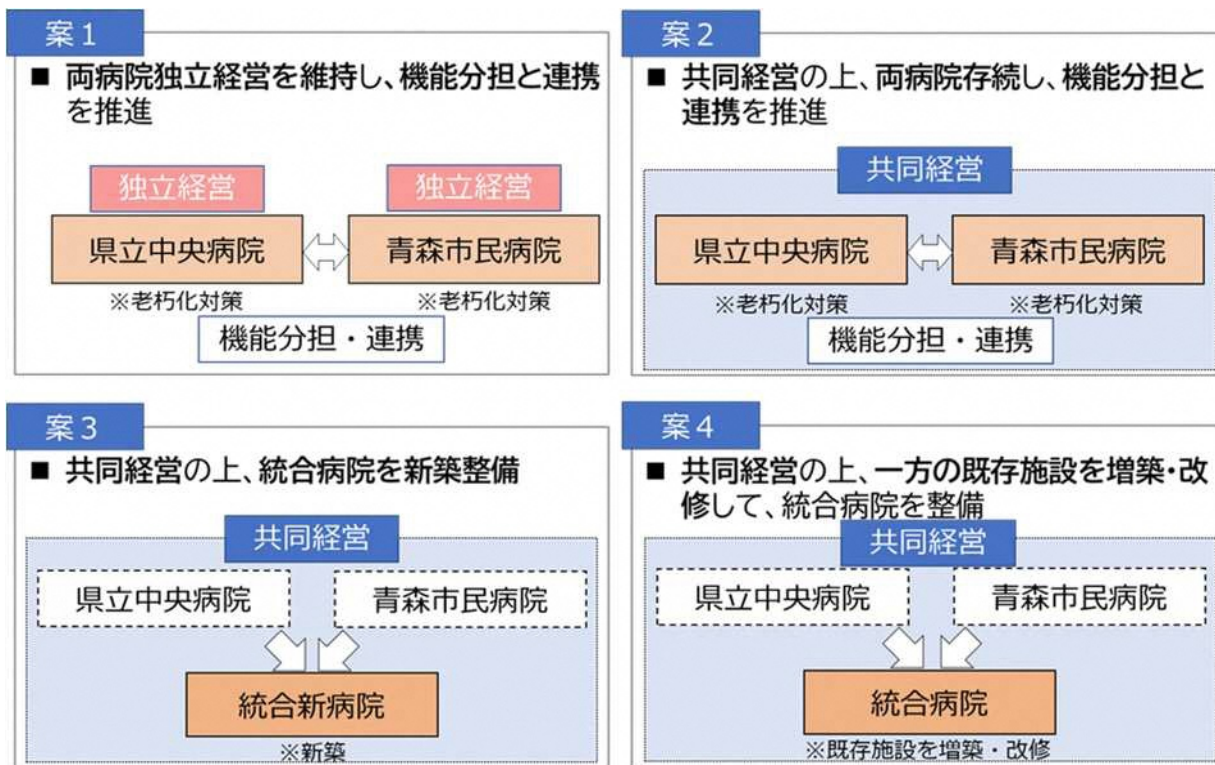 案1
■ 両病院独立経営を維持し、機能分担と連携
を推進
独立経営
独立経営
県立中央病院
青森市民病院
※老朽化対策
※老朽化対策
機能分担・連携
案2
■ 共同経営の上、両病院存続し、機能分担と
連携を推進
共同経営
県立中央病院
青森市民病院
※老朽化対策
※老朽化対策
機能分担・連携
案3
■ 共同経営の上、統合病院を新築整備
共同経営
県立中央病院
青森市民病院
統合新病院
※新築
案4
■ 共同経営の上、一方の既存施設を増築・改
修して、統合病院を整備
共同経営
県立中央病院
青森市民病院
統合病院
※既存施設を増築・改修